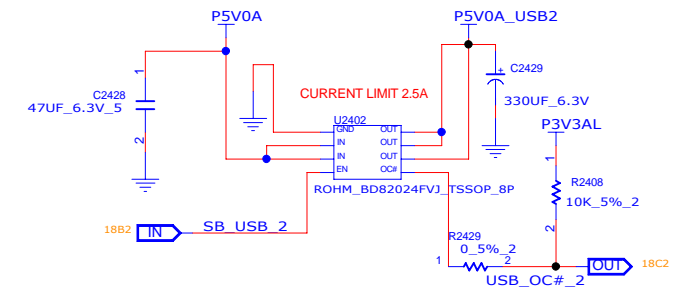 P5V0A
P5V0A_USB2
1
C2428
47UF_6.3V_5
2
CURRENT LIMIT 2.5A
+
C2429
330UF_6.3V
U2402
GND
IN
IN
EN
OUT
OUT
OUT
OC#
ROHM_BD82024FVJ_TSSOP_8P
P3V3AL
1
R2408
10K_5%_2
2
18B2
IN
SB_USB_2
R2429
0_5%_2
1
2
USB_OC#_2
OUT
18C2